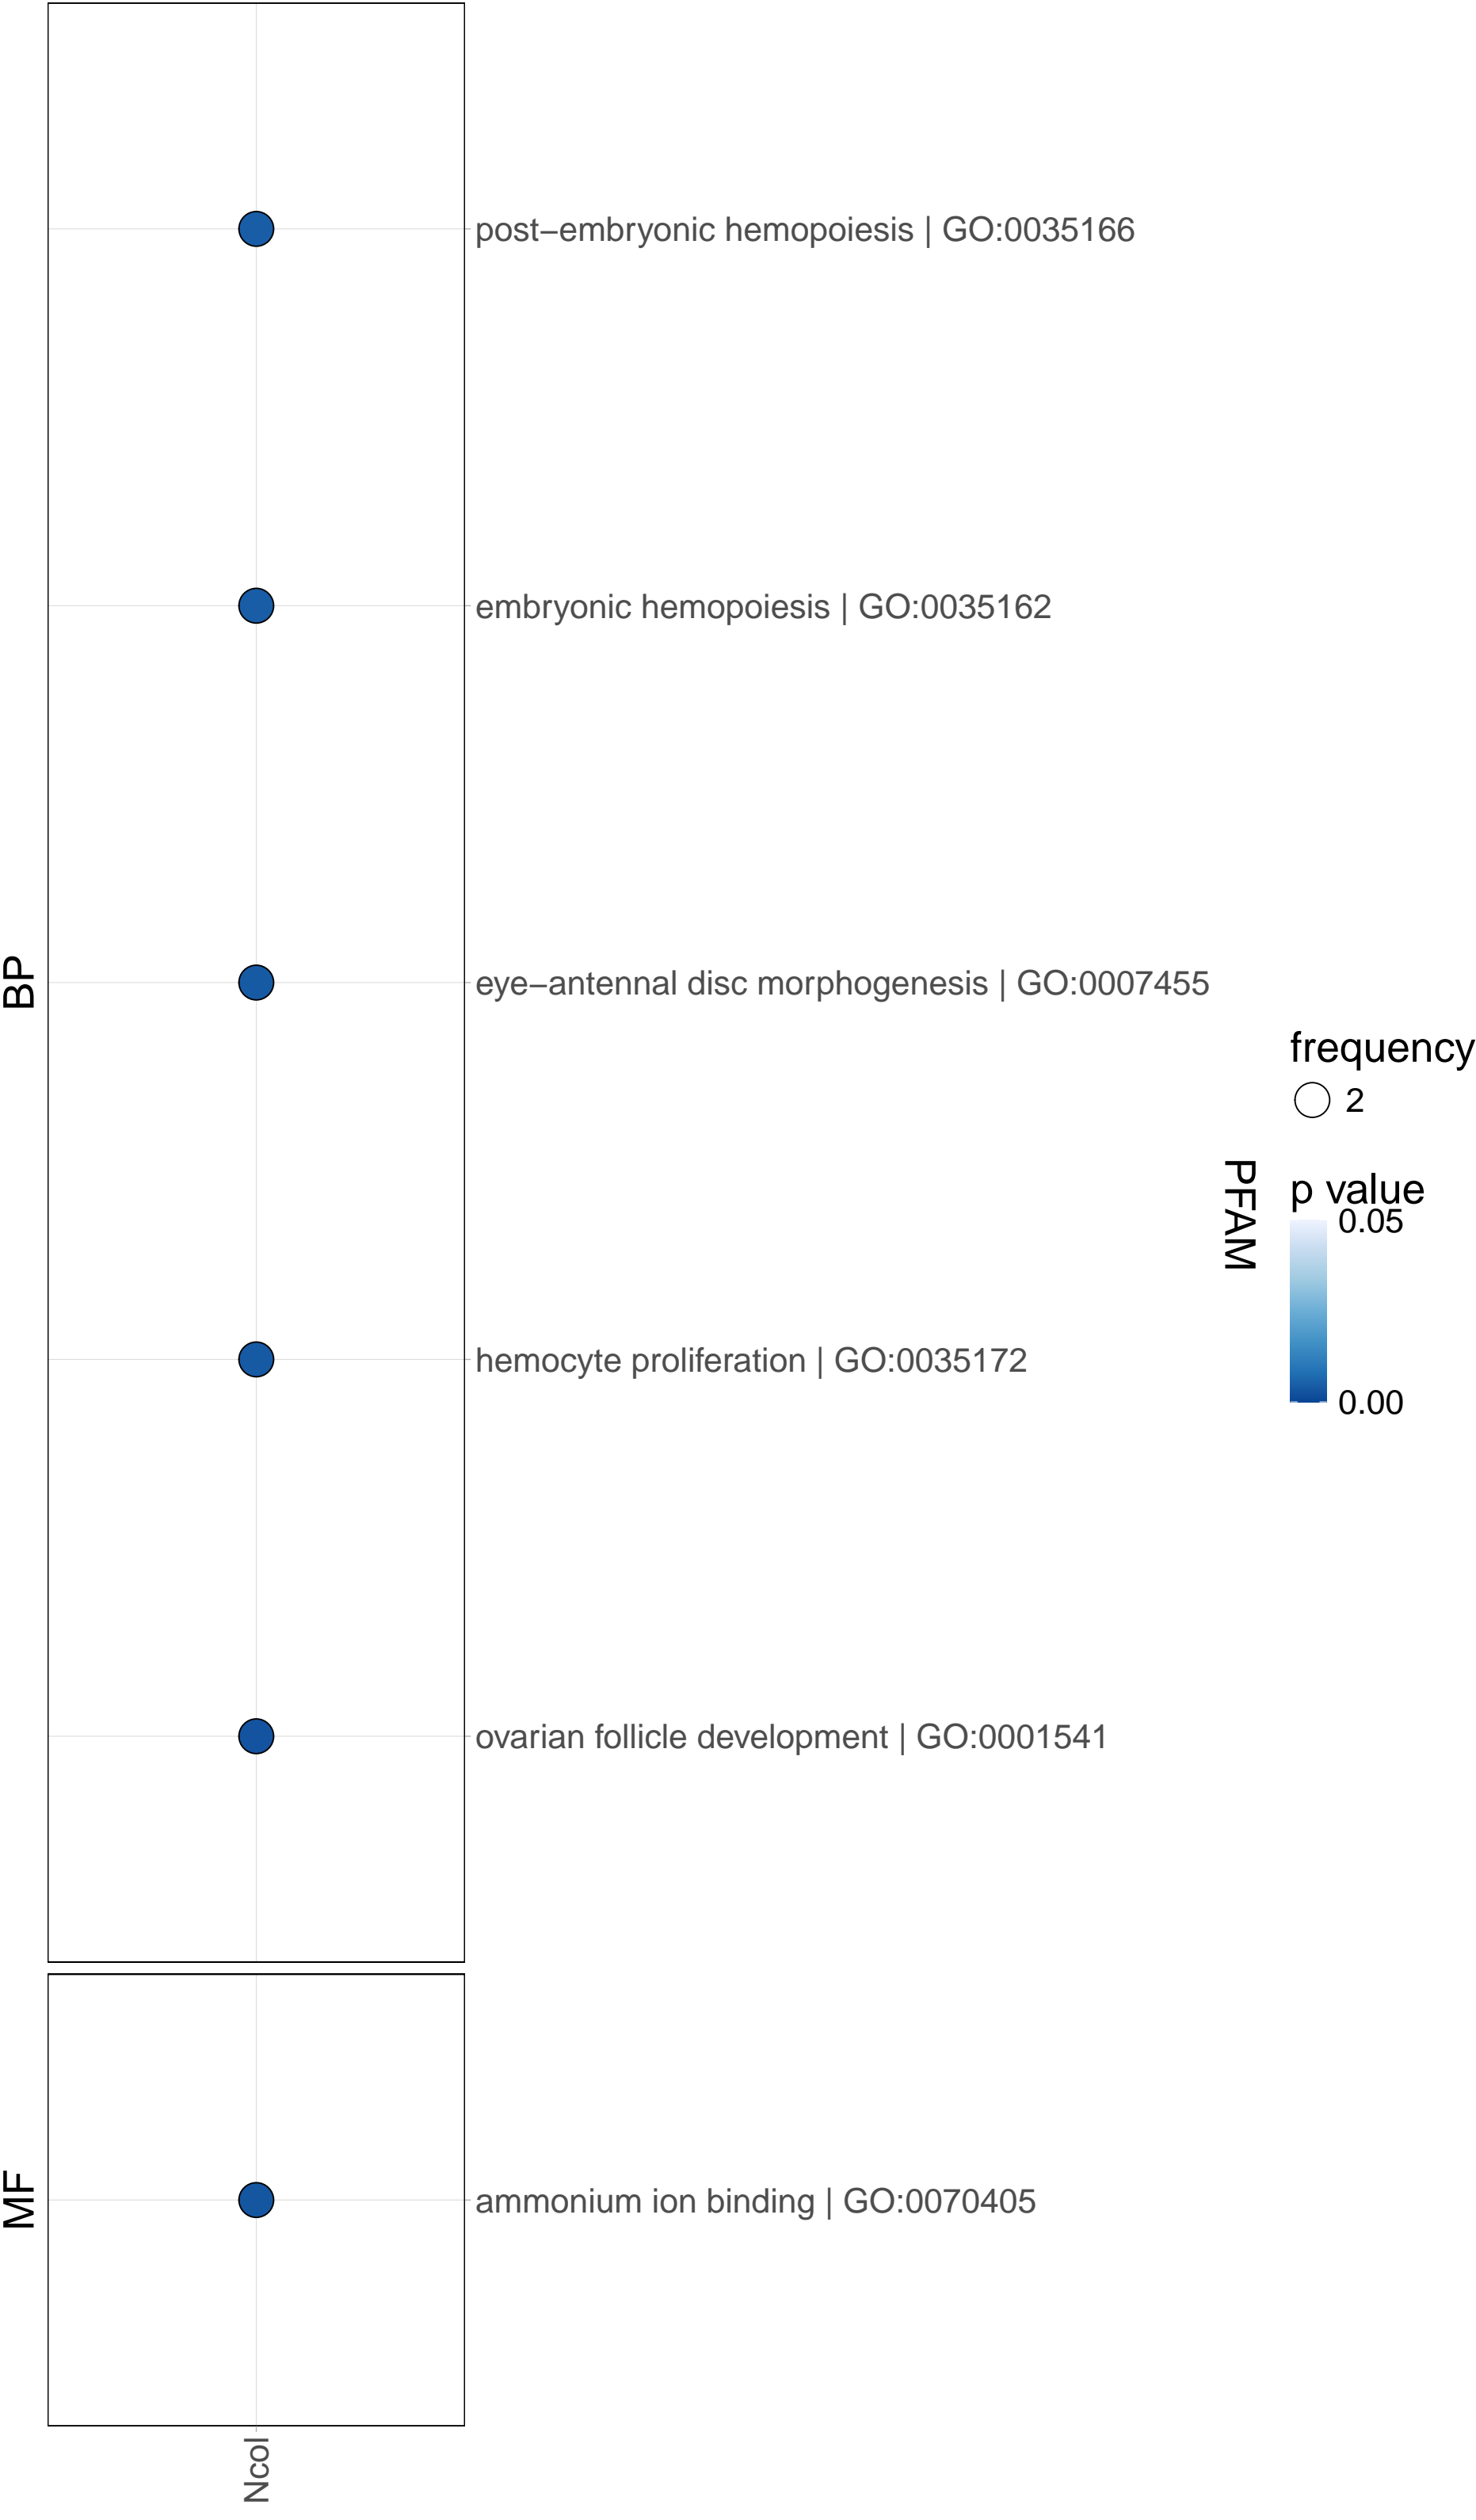 BP
post−embryonic hemopoiesis | GO:0035166
embryonic hemopoiesis | GO:0035162
eye−antennal disc morphogenesis | GO:0007455
hemocyte proliferation | GO:0035172
ovarian follicle development | GO:0001541
MF
ammonium ion binding | GO:0070405
Ncol
PFAM
frequency
2
p value
0.05
0.00